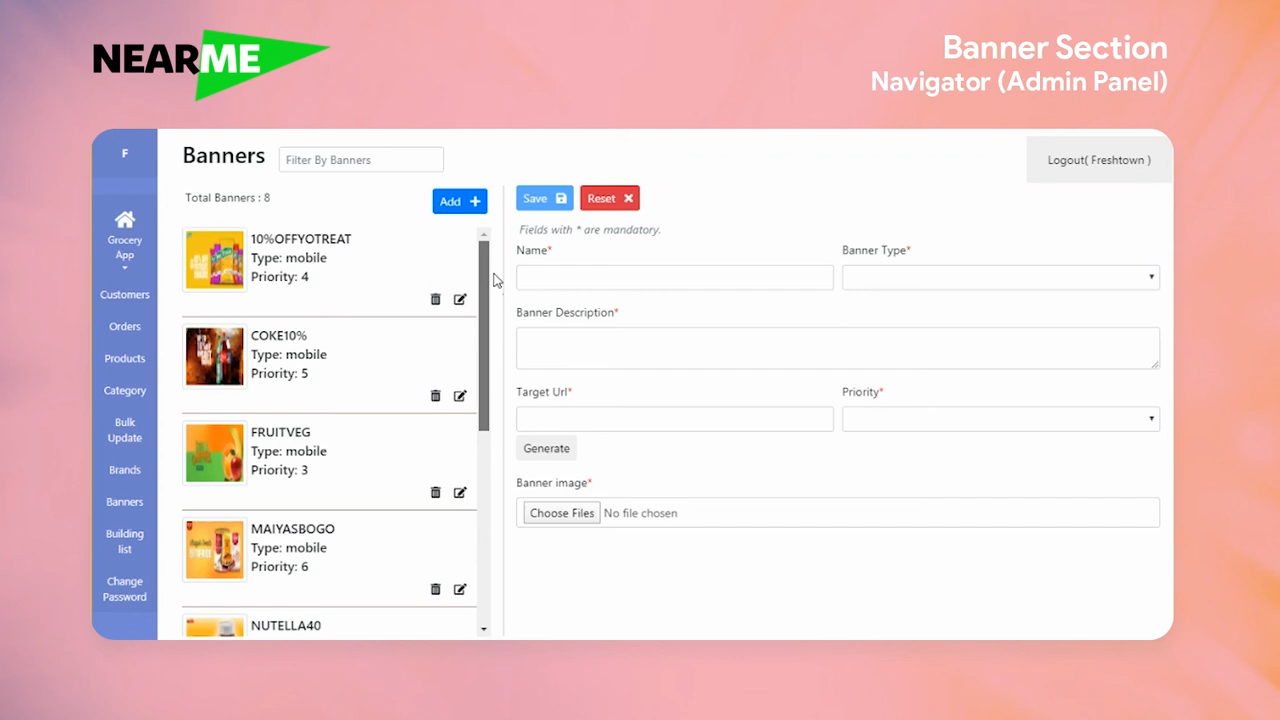 NEARME
Banner Section
Navigator (Admin Panel)
F
Grocery
App
Customers
Orders
Products
Category
Bulk
Update
Brands
Banners
Building
list
Change
Password
Banners
Filter By Banners
Logout( Freshtown )
Total Banners : 8
Add +
10%OFFYOTREAT
Type: mobile
Priority: 4
COKE10%
Type: mobile
Priority: 5
FRUITVEG
Type: mobile
Priority: 3
MAIYASBOGO
Type: mobile
Priority: 6
NUTELLA40
Save
Reset
Fields with * are mandatory.
Name*
Banner Type*
Banner Description*
Target Url*
Priority*
Generate
Banner image*
Choose Files No file chosen